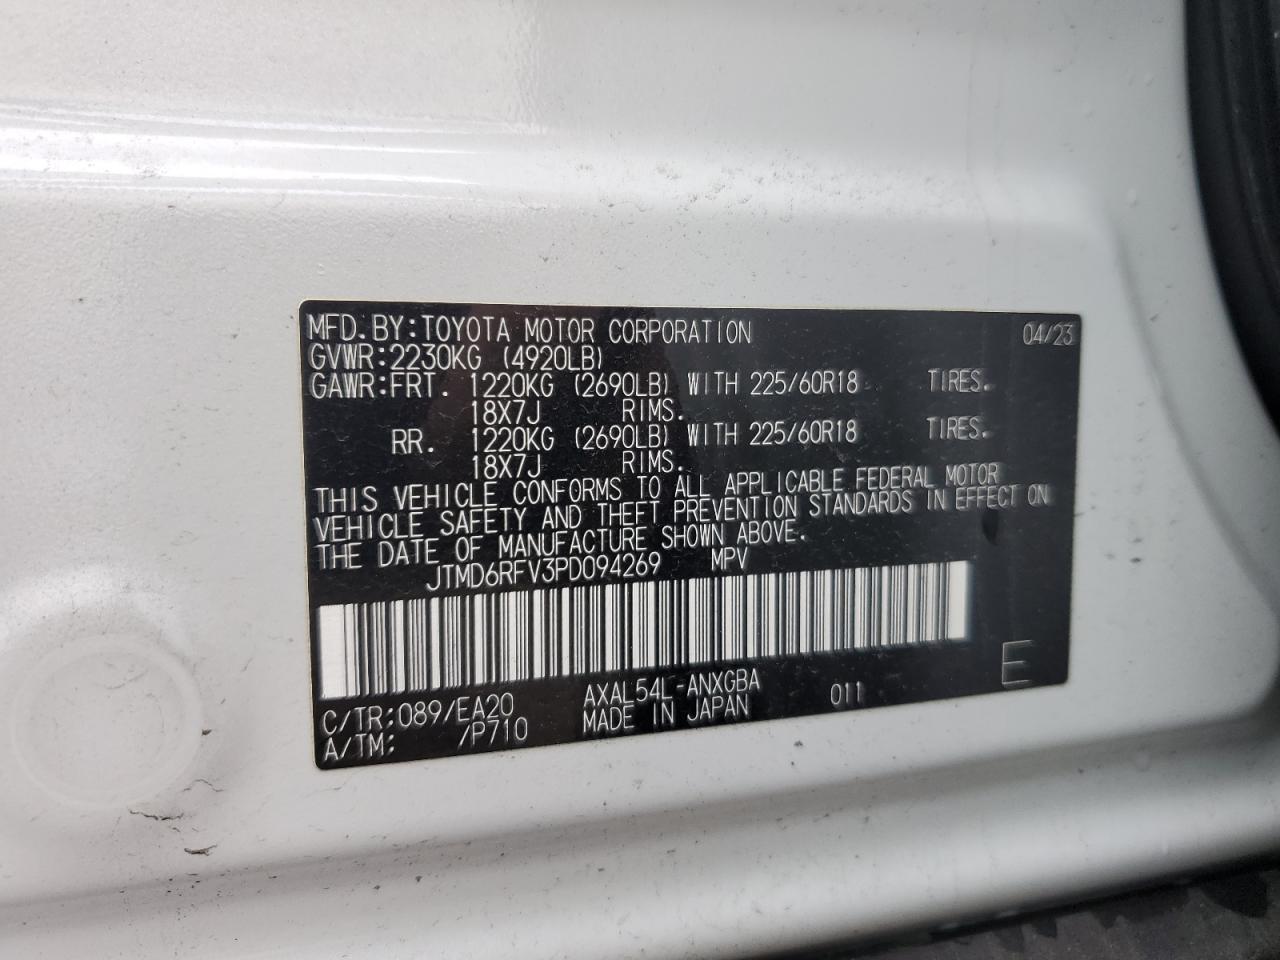 MFD.BY:TOYOTA MOTOR CORPORATION 04/23
GVWR:2230KG (4920LB)
GAWR:FRT. 1220KG (2690LB) WITH 225/60R18 TIRES.
18X7J RIMS.
RR. 1220KG (2690LB) WITH 225/60R18 TIRES.
18X7J RIMS.
THIS VEHICLE CONFORMS TO ALL APPLICABLE FEDERAL MOTOR
VEHICLE SAFETY AND THEFT PREVENTION STANDARDS IN EFFECT ON
THE DATE OF MANUFACTURE SHOWN ABOVE.
JTMD6RFV3PD094269 MPV
E
C/TR:089/EA20 AXAL54L-ANXGBA 011
A/TM: /P710 MADE IN JAPAN